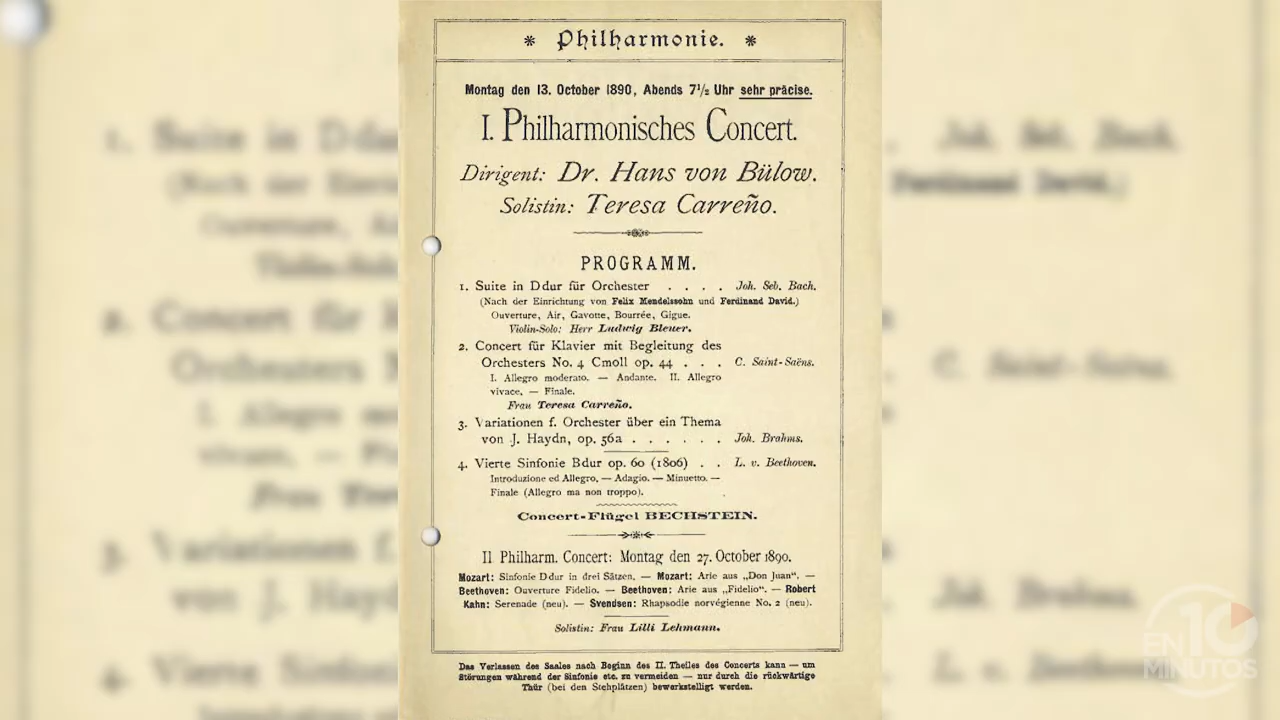 * Philharmonie. *
Montag den 13. October 1890, Abends 7 1/2 Uhr sehr präcise.
I. Philharmonisches Concert.
Dirigent: Dr. Hans von Bülow.
Solistin: Teresa Carreño.
PROGRAMM.
1. Suite in D dur für Orchester . . . . Joh. Seb. Bach.
(Nach der Einrichtung von Felix Mendelssohn und Ferdinand David.)
Ouverture, Air, Gavotte, Bourrée, Gigue.
Violin-Solo: Herr Ludwig Bleuer.
2. Concert für Klavier mit Begleitung des
Orchesters No. 4 Cmoll op. 44 . . . C. Saint-Saëns.
I. Allegro moderato. — Andante. II. Allegro
vivace, — Finale.
Frau Teresa Carreño.
3. Variationen f. Orchester über ein Thema
von J. Haydn, op. 56a . . . . . . Joh. Brahms.
4. Vierte Sinfonie Bdur op. 60 (1806) . . L. v. Beethoven.
Introduzione ed Allegro, — Adagio. — Minuetto. —
Finale (Allegro ma non troppo).
Concert-Flügel BECHSTEIN.
II Philharm. Concert: Montag den 27. October 1890.
Mozart: Sinfonie D dur in drei Sätzen. — Mozart: Arie aus „Don Juan“. —
Beethoven: Ouverture Fidelio. — Beethoven: Arie aus „Fidelio“. — Robert
Kahn: Serenade (neu). — Svendsen: Rhapsodie norvégienne No. 2 (neu).
Solistin: Frau Lilli Lehmann.
Das Verlassen des Saales nach Beginn des II. Theiles des Concerts kann — um
Störungen während der Sinfonie etc. zu vermeiden — nur durch die rückwärtige
Thür (bei den Stehplätzen) bewerkstelligt werden.
EN 10
MINUTOS